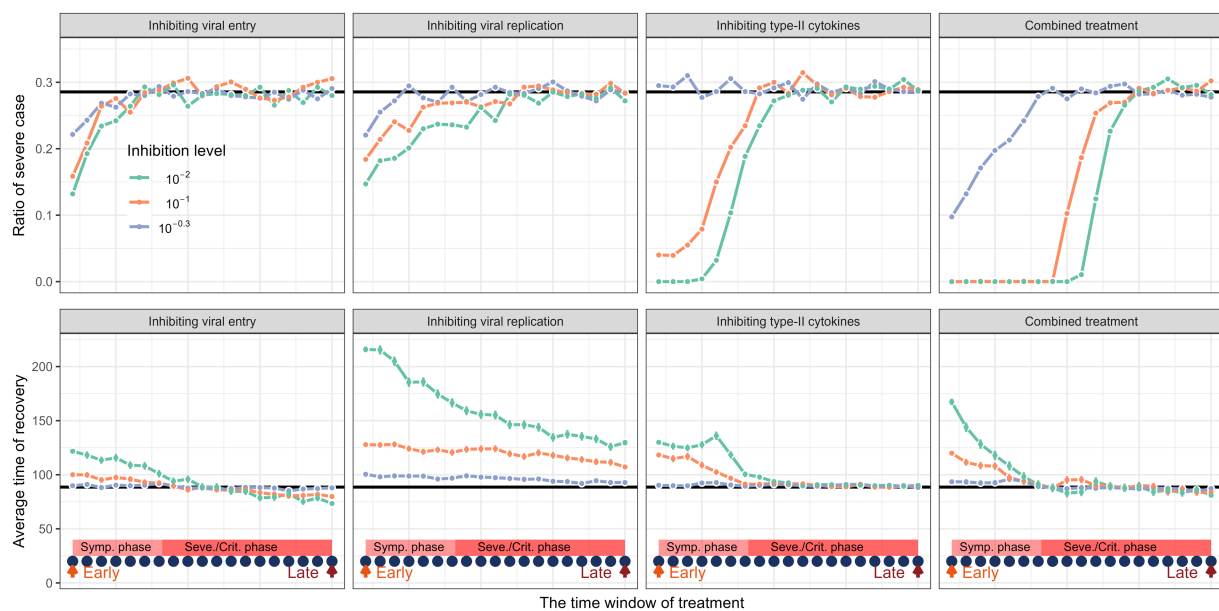 Inhibiting viral entry
Inhibiting viral replication
Inhibiting type-II cytokines
Combined treatment
Ratio of severe case
0.3
0.2
0.1
0.0
Inhibition level
10^-2
10^-1
10^-0.3
Inhibiting viral entry
Inhibiting viral replication
Inhibiting type-II cytokines
Combined treatment
Average time of recovery
200
150
100
50
0
Symp. phase
Seve./Crit. phase
Early
Late
Symp. phase
Seve./Crit. phase
Early
Late
Symp. phase
Seve./Crit. phase
Early
Late
Symp. phase
Seve./Crit. phase
Early
Late
The time window of treatment